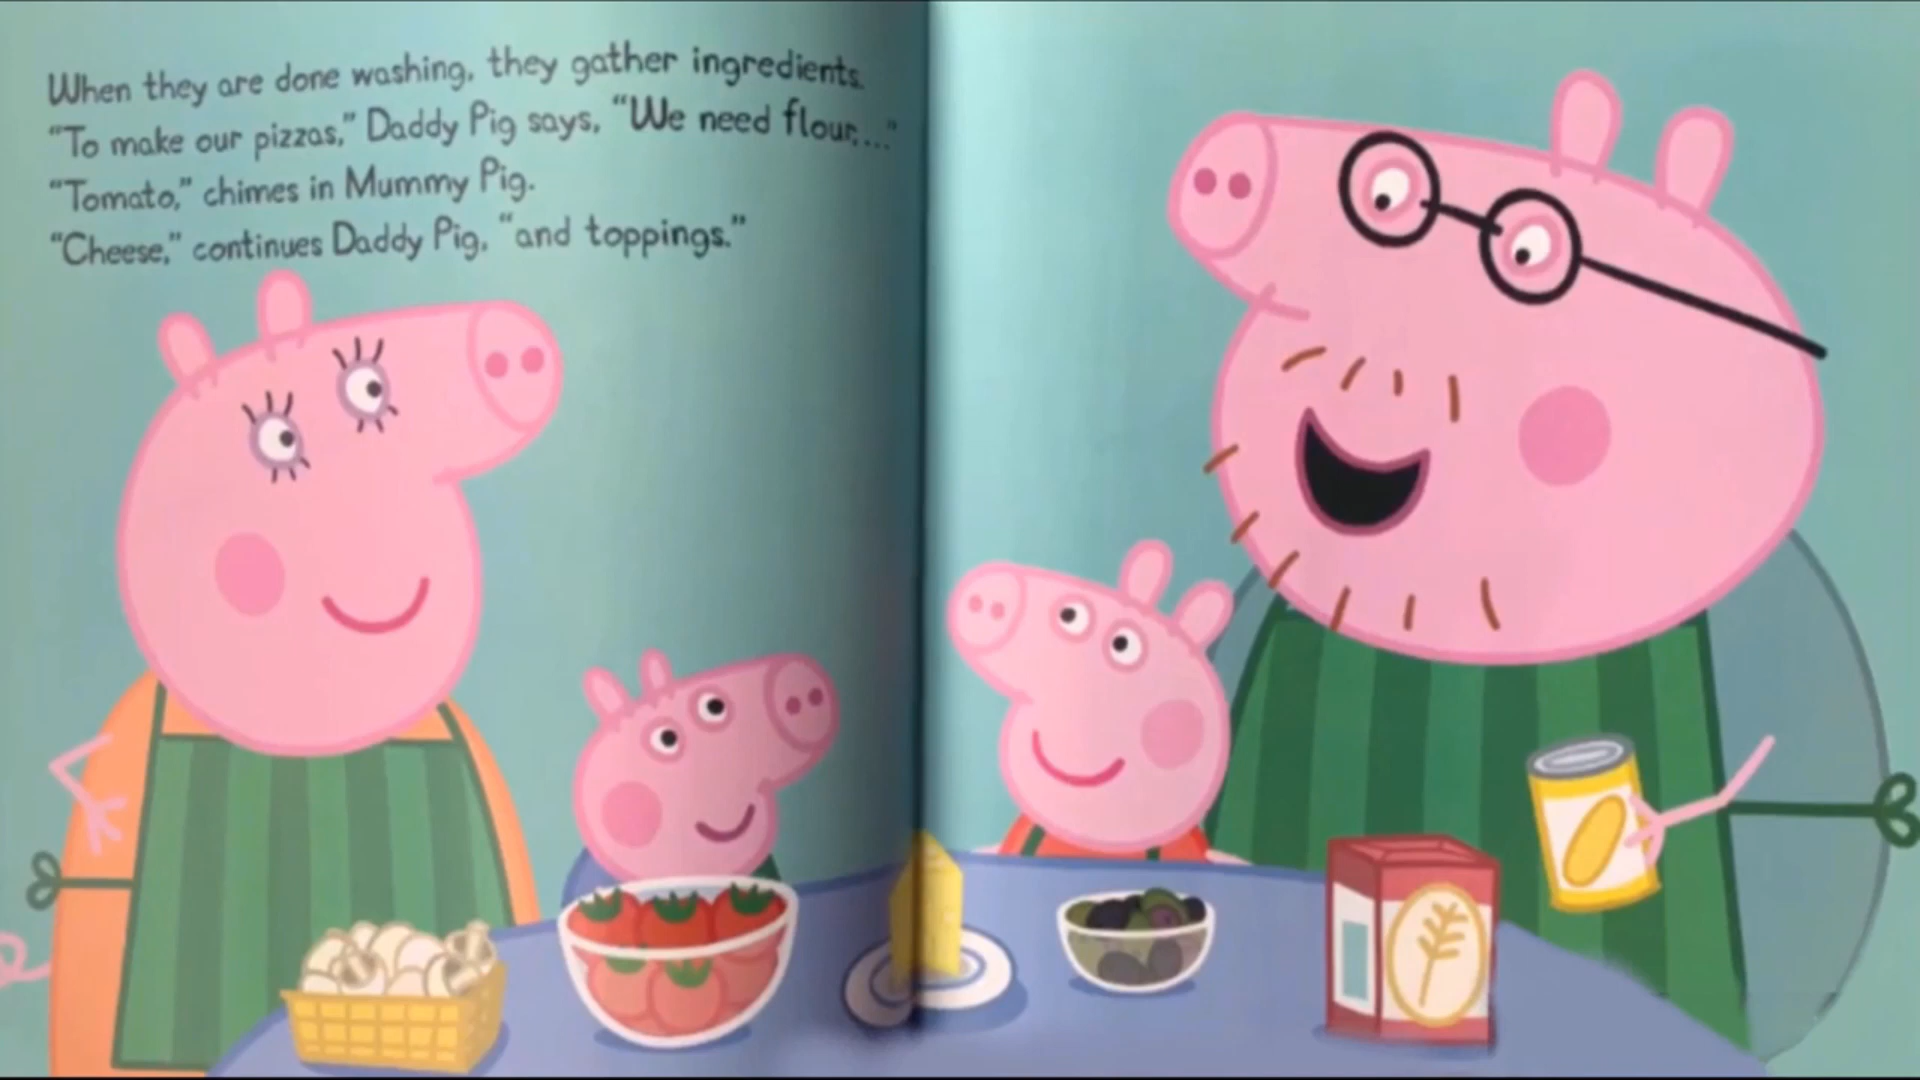 When they are done washing, they gather ingredients.
“To make our pizzas,” Daddy Pig says, “We need flour,...”
“Tomato,” chimes in Mummy Pig.
“Cheese,” continues Daddy Pig, “and toppings.”